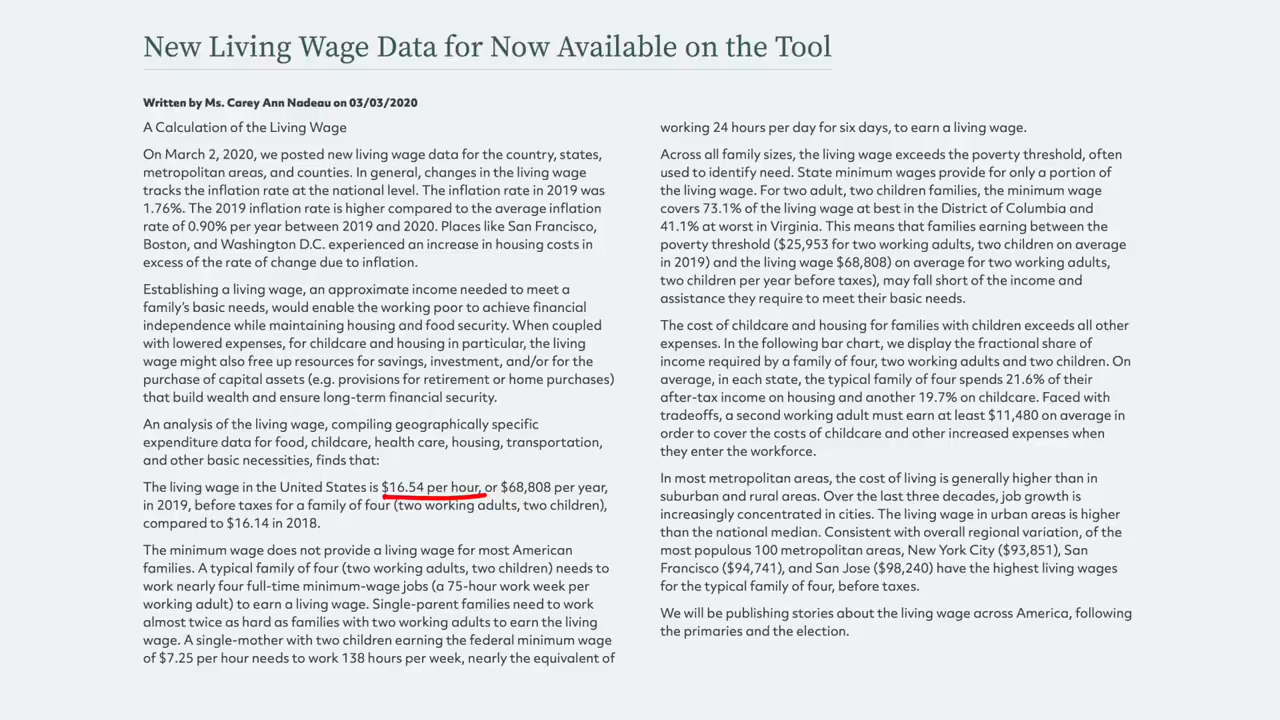 New Living Wage Data for Now Available on the Tool
Written by Ms. Carey Ann Nadeau on 03/03/2020
A Calculation of the Living Wage
On March 2, 2020, we posted new living wage data for the country, states,
metropolitan areas, and counties. In general, changes in the living wage
tracks the inflation rate at the national level. The inflation rate in 2019 was
1.76%. The 2019 inflation rate is higher compared to the average inflation
rate of 0.90% per year between 2019 and 2020. Places like San Francisco,
Boston, and Washington D.C. experienced an increase in housing costs in
excess of the rate of change due to inflation.
Establishing a living wage, an approximate income needed to meet a
family's basic needs, would enable the working poor to achieve financial
independence while maintaining housing and food security. When coupled
with lowered expenses, for childcare and housing in particular, the living
wage might also free up resources for savings, investment, and/or for the
purchase of capital assets (e.g. provisions for retirement or home purchases)
that build wealth and ensure long-term financial security.
An analysis of the living wage, compiling geographically specific
expenditure data for food, childcare, health care, housing, transportation,
and other basic necessities, finds that:
The living wage in the United States is $16.54 per hour, or $68,808 per year,
in 2019, before taxes for a family of four (two working adults, two children),
compared to $16.14 in 2018.
The minimum wage does not provide a living wage for most American
families. A typical family of four (two working adults, two children) needs to
work nearly four full-time minimum-wage jobs (a 75-hour work week per
working adult) to earn a living wage. Single-parent families need to work
almost twice as hard as families with two working adults to earn the living
wage. A single-mother with two children earning the federal minimum wage
of $7.25 per hour needs to work 138 hours per week, nearly the equivalent of
working 24 hours per day for six days, to earn a living wage.
Across all family sizes, the living wage exceeds the poverty threshold, often
used to identify need. State minimum wages provide for only a portion of
the living wage. For two adult, two children families, the minimum wage
covers 73.1% of the living wage at best in the District of Columbia and
41.1% at worst in Virginia. This means that families earning between the
poverty threshold ($25,953 for two working adults, two children on average
in 2019) and the living wage $68,808) on average for two working adults,
two children per year before taxes), may fall short of the income and
assistance they require to meet their basic needs.
The cost of childcare and housing for families with children exceeds all other
expenses. In the following bar chart, we display the fractional share of
income required by a family of four, two working adults and two children. On
average, in each state, the typical family of four spends 21.6% of their
after-tax income on housing and another 19.7% on childcare. Faced with
tradeoffs, a second working adult must earn at least $11,480 on average in
order to cover the costs of childcare and other increased expenses when
they enter the workforce.
In most metropolitan areas, the cost of living is generally higher than in
suburban and rural areas. Over the last three decades, job growth is
increasingly concentrated in cities. The living wage in urban areas is higher
than the national median. Consistent with overall regional variation, of the
most populous 100 metropolitan areas, New York City ($93,851), San
Francisco ($94,741), and San Jose ($98,240) have the highest living wages
for the typical family of four, before taxes.
We will be publishing stories about the living wage across America, following
the primaries and the election.